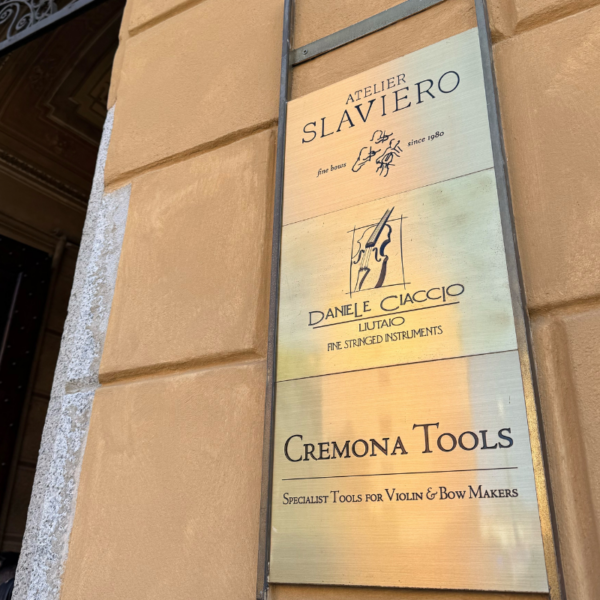 ATELIER
SLAVIERO
fine bows since 1980
DANIELE CIACCIO
LIUTAIO
FINE STRINGED INSTRUMENTS
CREMONA TOOLS
SPECIALIST TOOLS FOR VIOLIN & BOW MAKERS